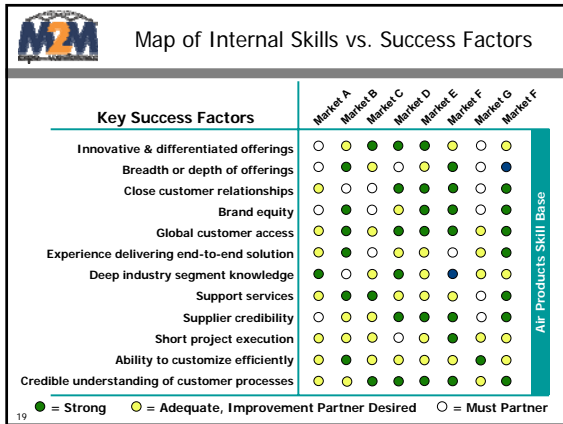 M2M
Map of Internal Skills vs. Success Factors
Key Success Factors
Market A
Market B
Market C
Market D
Market E
Market F
Market G
Market F
Innovative & differentiated offerings
Breadth or depth of offerings
Close customer relationships
Brand equity
Global customer access
Experience delivering end-to-end solution
Deep industry segment knowledge
Support services
Supplier credibility
Short project execution
Ability to customize efficiently
Credible understanding of customer processes
Air Products Skill Base
= Strong = Adequate, Improvement Partner Desired = Must Partner
19